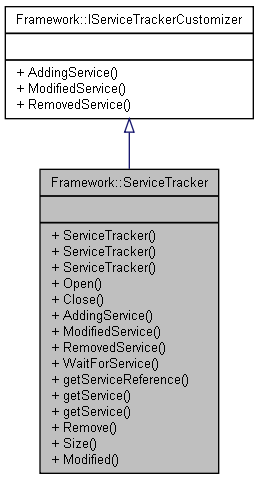 Framework::IServiceTrackerCustomizer
+ AddingService()
+ ModifiedService()
+ RemovedService()
Framework::ServiceTracker
+ ServiceTracker()
+ ServiceTracker()
+ ServiceTracker()
+ Open()
+ Close()
+ AddingService()
+ ModifiedService()
+ RemovedService()
+ WaitForService()
+ getServiceReference()
+ getService()
+ getService()
+ Remove()
+ Size()
+ Modified()